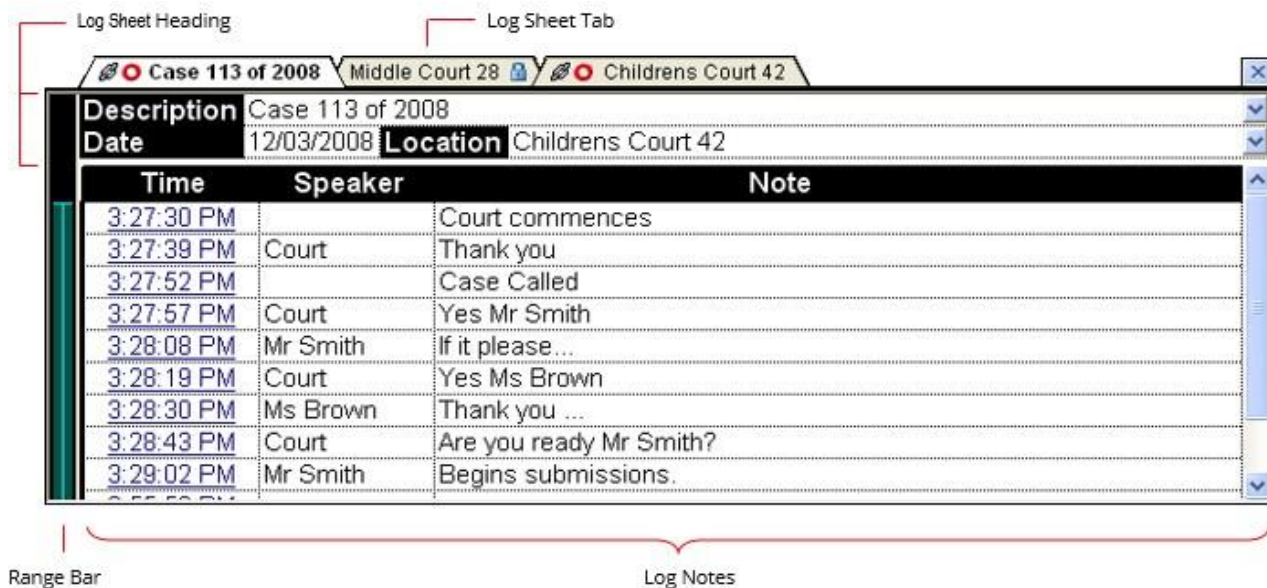 Log Sheet Heading Log Sheet Tab
Case 113 of 2008 Middle Court 28 Childrens Court 42
Description Case 113 of 2008
Date 12/03/2008 Location Childrens Court 42
Time Speaker Note
3:27:30 PM Court commences
3:27:39 PM Court Thank you
3:27:52 PM Case Called
3:27:57 PM Court Yes Mr Smith
3:28:08 PM Mr Smith If it please...
3:28:19 PM Court Yes Ms Brown
3:28:30 PM Ms Brown Thank you ...
3:28:43 PM Court Are you ready Mr Smith?
3:29:02 PM Mr Smith Begins submissions.
Range Bar Log Notes